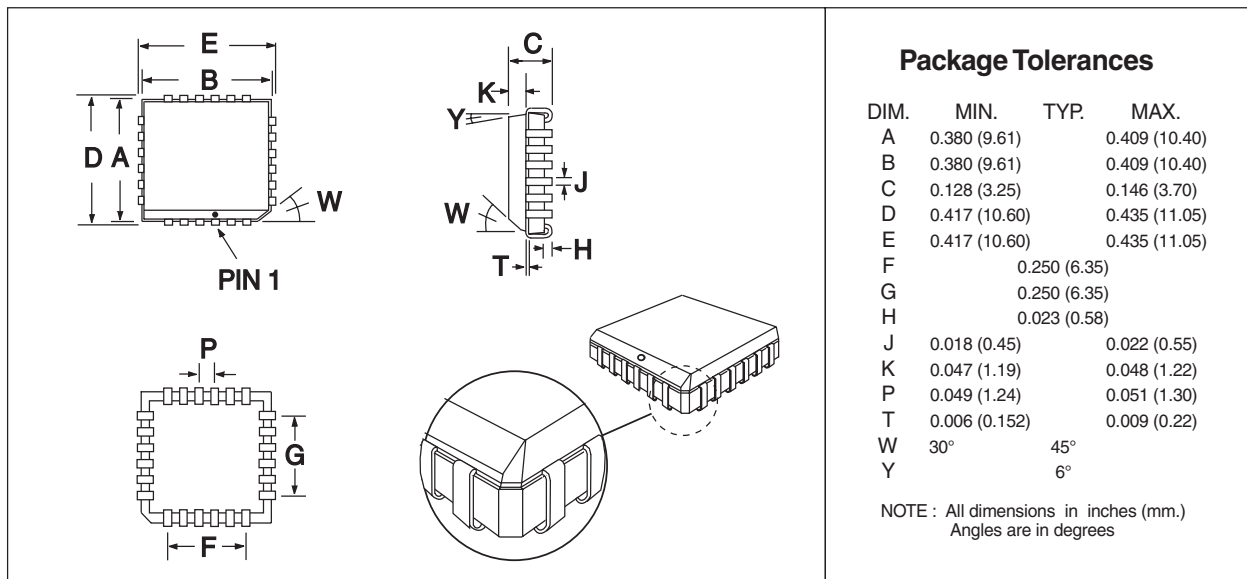 E
B
D
A
W
PIN 1
C
K
Y
J
W
H
T
P
G
F
Package Tolerances
DIM. MIN. TYP. MAX.
A 0.380 (9.61) 0.409 (10.40)
B 0.380 (9.61) 0.409 (10.40)
C 0.128 (3.25) 0.146 (3.70)
D 0.417 (10.60) 0.435 (11.05)
E 0.417 (10.60) 0.435 (11.05)
F 0.250 (6.35)
G 0.250 (6.35)
H 0.023 (0.58)
J 0.018 (0.45) 0.022 (0.55)
K 0.047 (1.19) 0.048 (1.22)
P 0.049 (1.24) 0.051 (1.30)
T 0.006 (0.152) 0.009 (0.22)
W 30° 45°
Y 6°
NOTE : All dimensions in inches (mm.)
Angles are in degrees